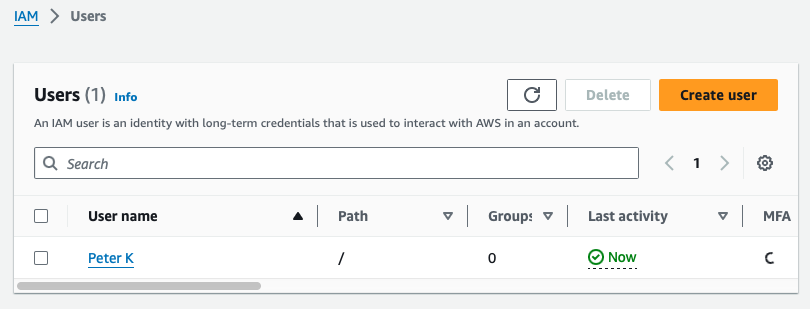 IAM > Users
Users (1) Info
Delete
Create user
An IAM user is an identity with long-term credentials that is used to interact with AWS in an account.
Search
1
User name Path Groups Last activity MFA
Peter K / 0 Now